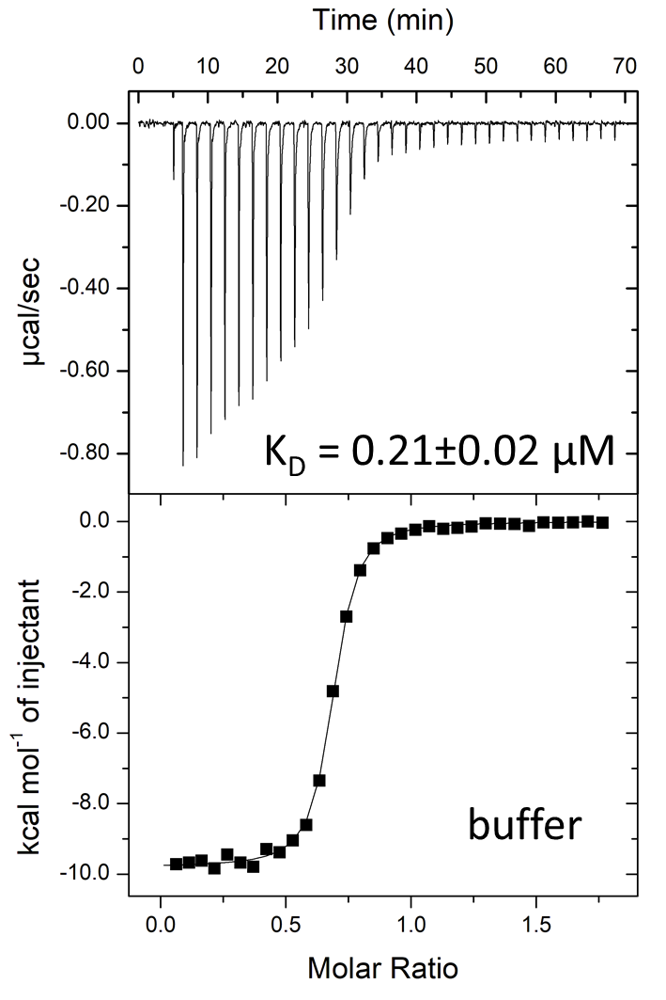 Time (min)
0 10 20 30 40 50 60 70
0.00
-0.20
-0.40
-0.60
-0.80
µcal/sec
K_D = 0.21±0.02 µM
0.0
-2.0
-4.0
-6.0
-8.0
-10.0
kcal mol⁻¹ of injectant
buffer
0.0 0.5 1.0 1.5
Molar Ratio